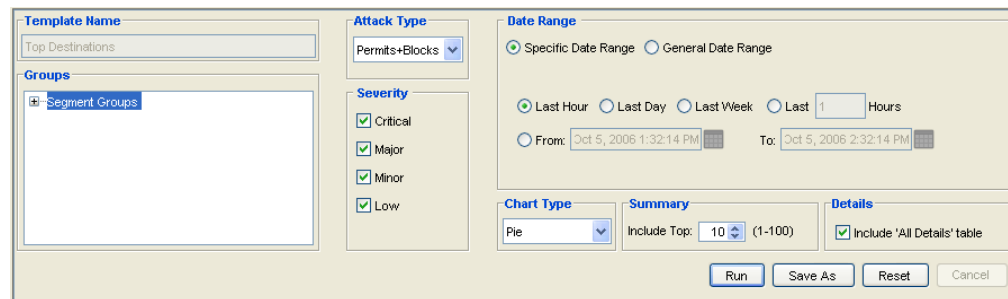 Template Name
Top Destinations
Groups
Segment Groups
Attack Type
Permits+Blocks
Severity
Critical
Major
Minor
Low
Date Range
Specific Date Range General Date Range
Last Hour Last Day Last Week Last 1 Hours
From: Oct 5, 2006 1:32:14 PM To: Oct 5, 2006 2:32:14 PM
Chart Type
Pie
Summary
Include Top: 10 (1-100)
Details
Include 'All Details' table
Run Save As Reset Cancel